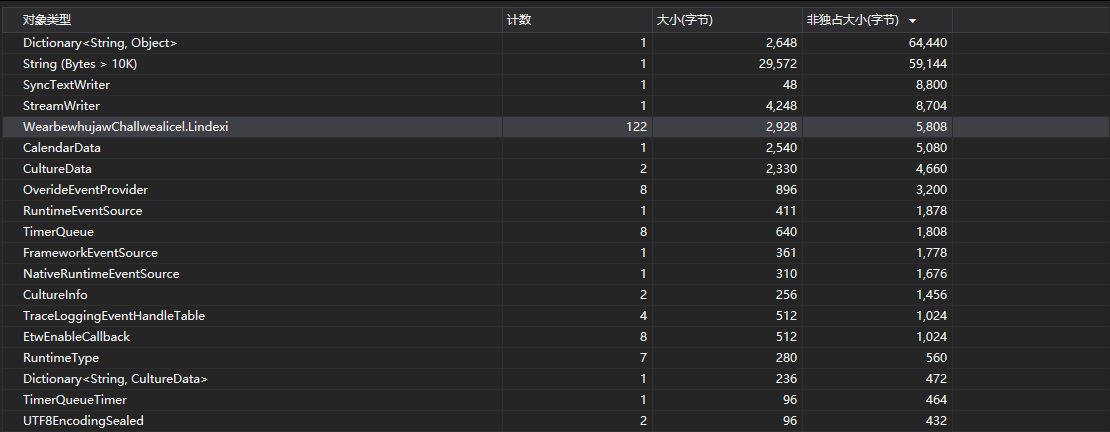 对象类型 计数 大小(字节) 非独占大小(字节)
Dictionary<String, Object> 1 2,648 64,440
String (Bytes > 10K) 1 29,572 59,144
SyncTextWriter 1 48 8,800
StreamWriter 1 4,248 8,704
WearbewhujawChallwealicel.Lindexi 122 2,928 5,808
CalendarData 1 2,540 5,080
CultureData 2 2,330 4,660
OverideEventProvider 8 896 3,200
RuntimeEventSource 1 411 1,878
TimerQueue 8 640 1,808
FrameworkEventSource 1 361 1,778
NativeRuntimeEventSource 1 310 1,676
CultureInfo 2 256 1,456
TraceLoggingEventHandleTable 4 512 1,024
EtwEnableCallback 8 512 1,024
RuntimeType 7 280 560
Dictionary<String, CultureData> 1 236 472
TimerQueueTimer 1 96 464
UTF8EncodingSealed 2 96 432